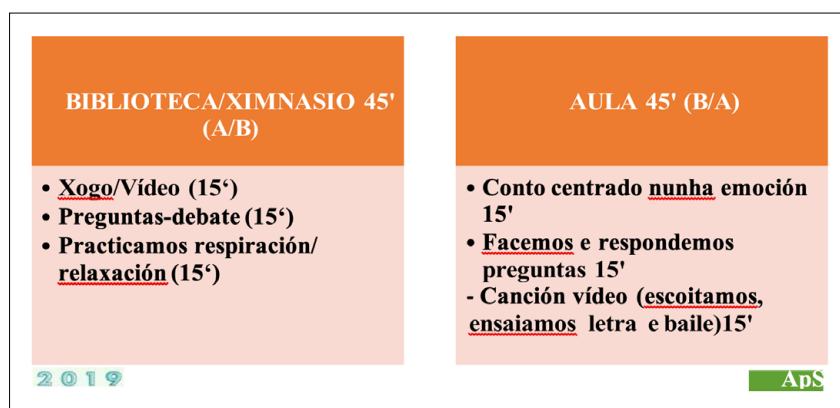 BIBLIOTECA/XIMNASIO 45'
(A/B)
• Xogo/Vídeo (15‘)
• Preguntas-debate (15‘)
• Practicamos respiración/
relaxación (15‘)
AULA 45' (B/A)
• Conto centrado nunha emoción
15'
• Facemos e respondemos
preguntas 15'
- Canción vídeo (escoitamos,
ensaiamos letra e baile)15'
2019
ApS